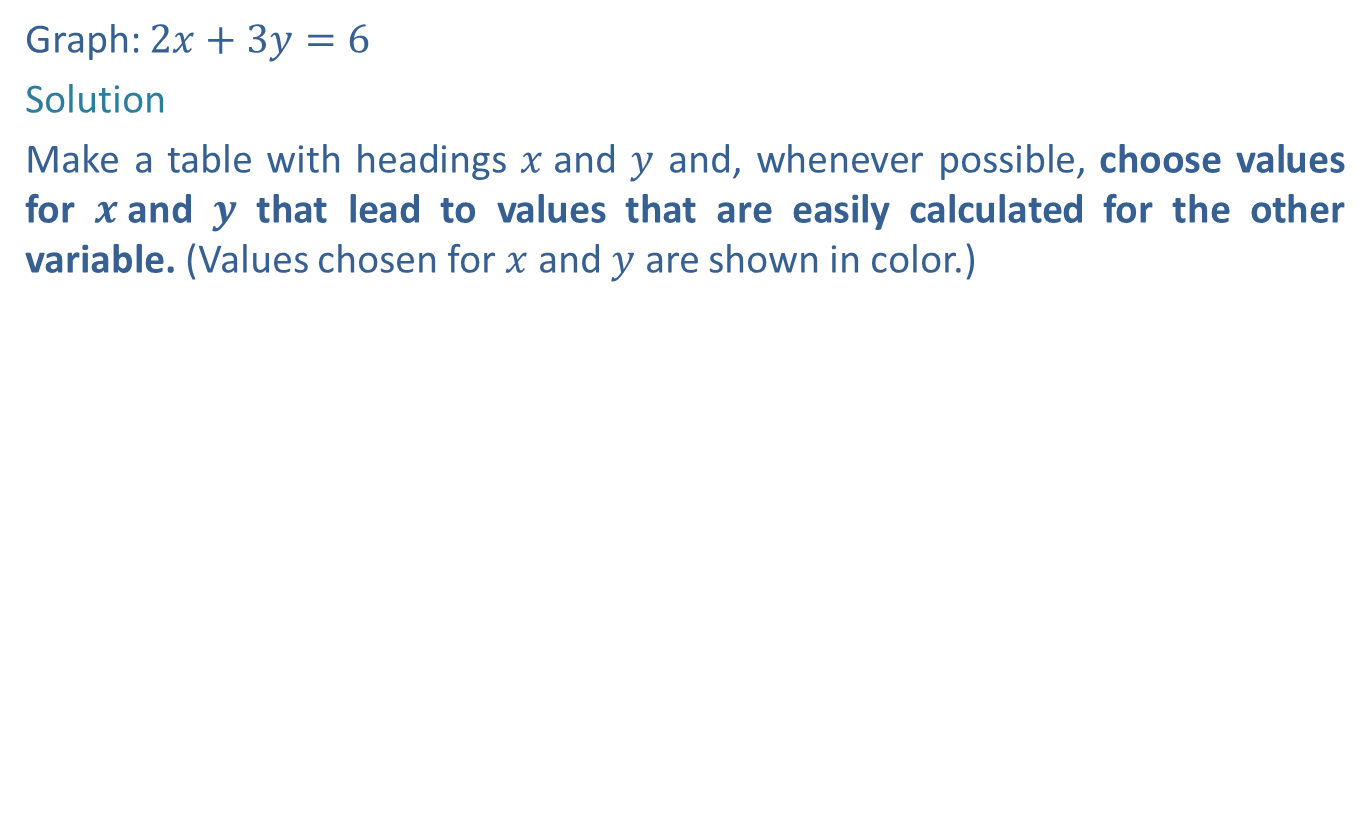 Graph: 2x + 3y = 6
Solution
Make a table with headings x and y and, whenever possible, choose values
for x and y that lead to values that are easily calculated for the other
variable. (Values chosen for x and y are shown in color.)